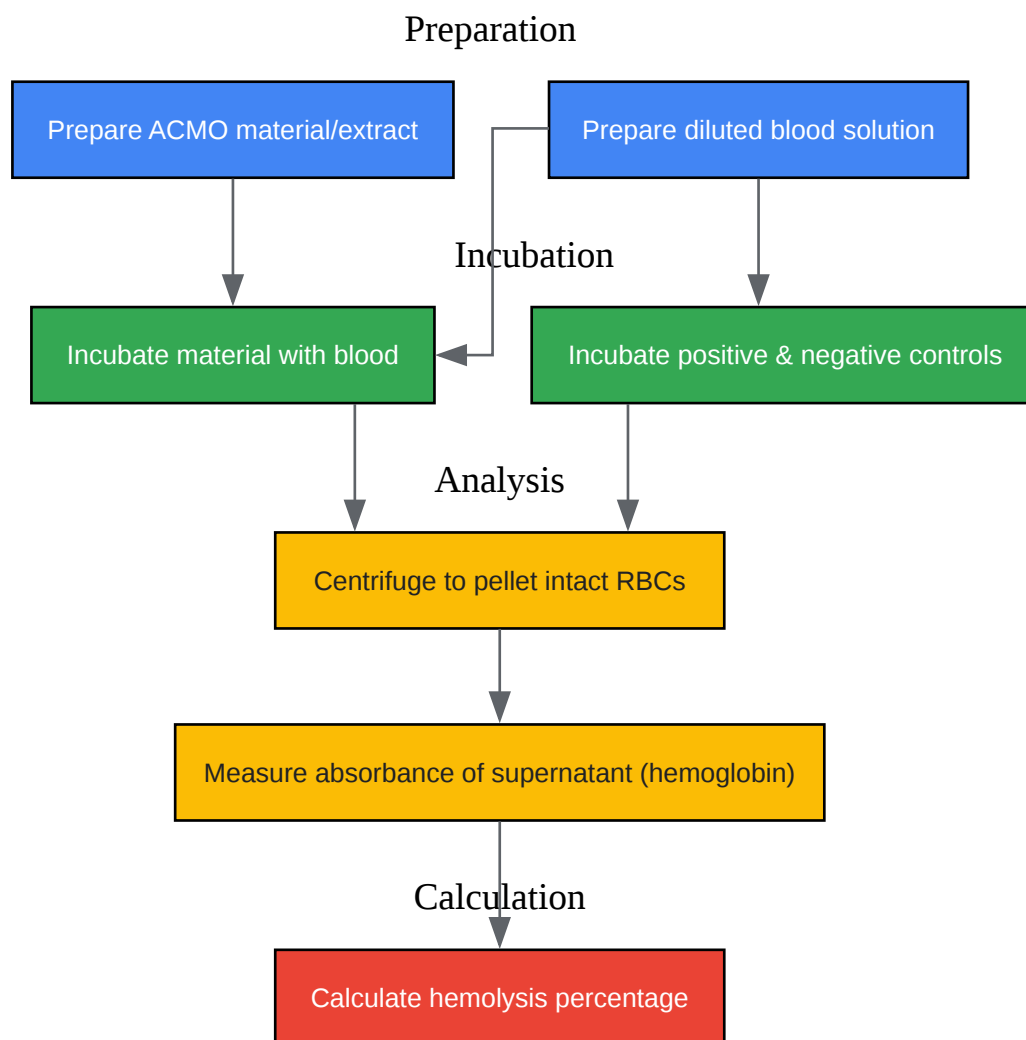 Preparation
Prepare ACMO material/extract
Prepare diluted blood solution
Incubation
Incubate material with blood
Incubate positive & negative controls
Analysis
Centrifuge to pellet intact RBCs
Measure absorbance of supernatant (hemoglobin)
Calculation
Calculate hemolysis percentage